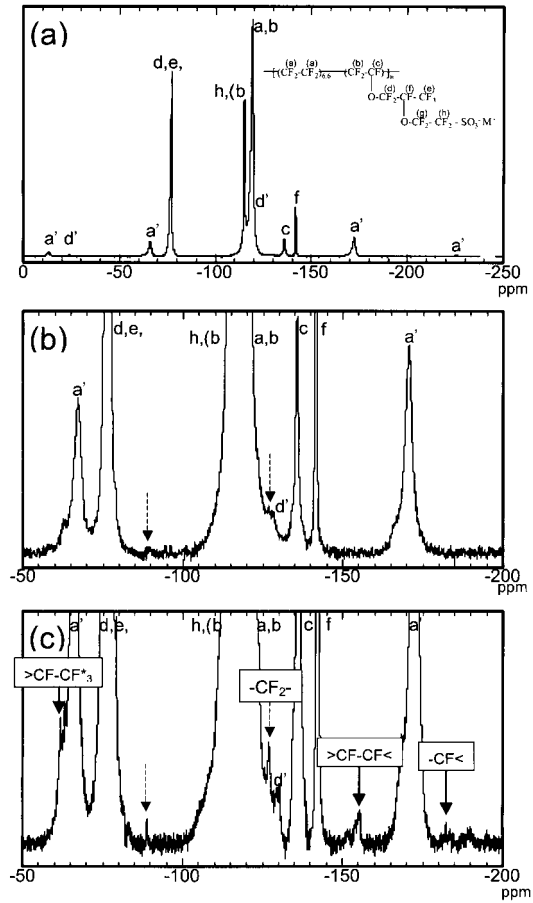 (a)
a,b
d,e,
h,(b
(a) (a) (b) (c)
[(CF₂-CF₂)₆.₆ (CF₂-CF)]ₙ
(d) (f) (e)
O-CF₂-CF-CF₃
(g) (h)
O-CF₂-CF₂-SO₃⁻M⁺
a' d' a' d' c f a' a'
0 -50 -100 -150 -200 -250
ppm
(b)
d,e, h,(b a,b c f
a' a'
d'
-50 -100 -150 -200
ppm
(c)
a' d,e, h,(b a,b c f a
>CF-CF*₃
-CF₂-
d'
>CF-CF<
-CF<
-50 -100 -150 -200
ppm